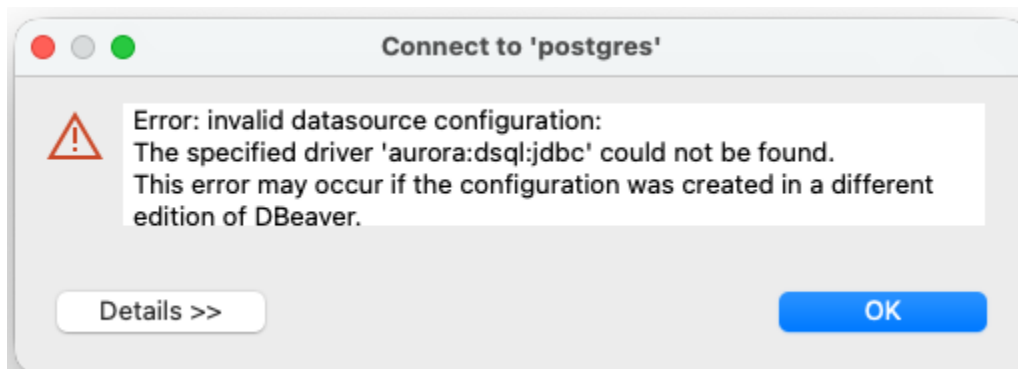 Connect to 'postgres'
Error: invalid datasource configuration:
The specified driver 'aurora:dsql:jdbc' could not be found.
This error may occur if the configuration was created in a different
edition of DBeaver.
Details >>
OK